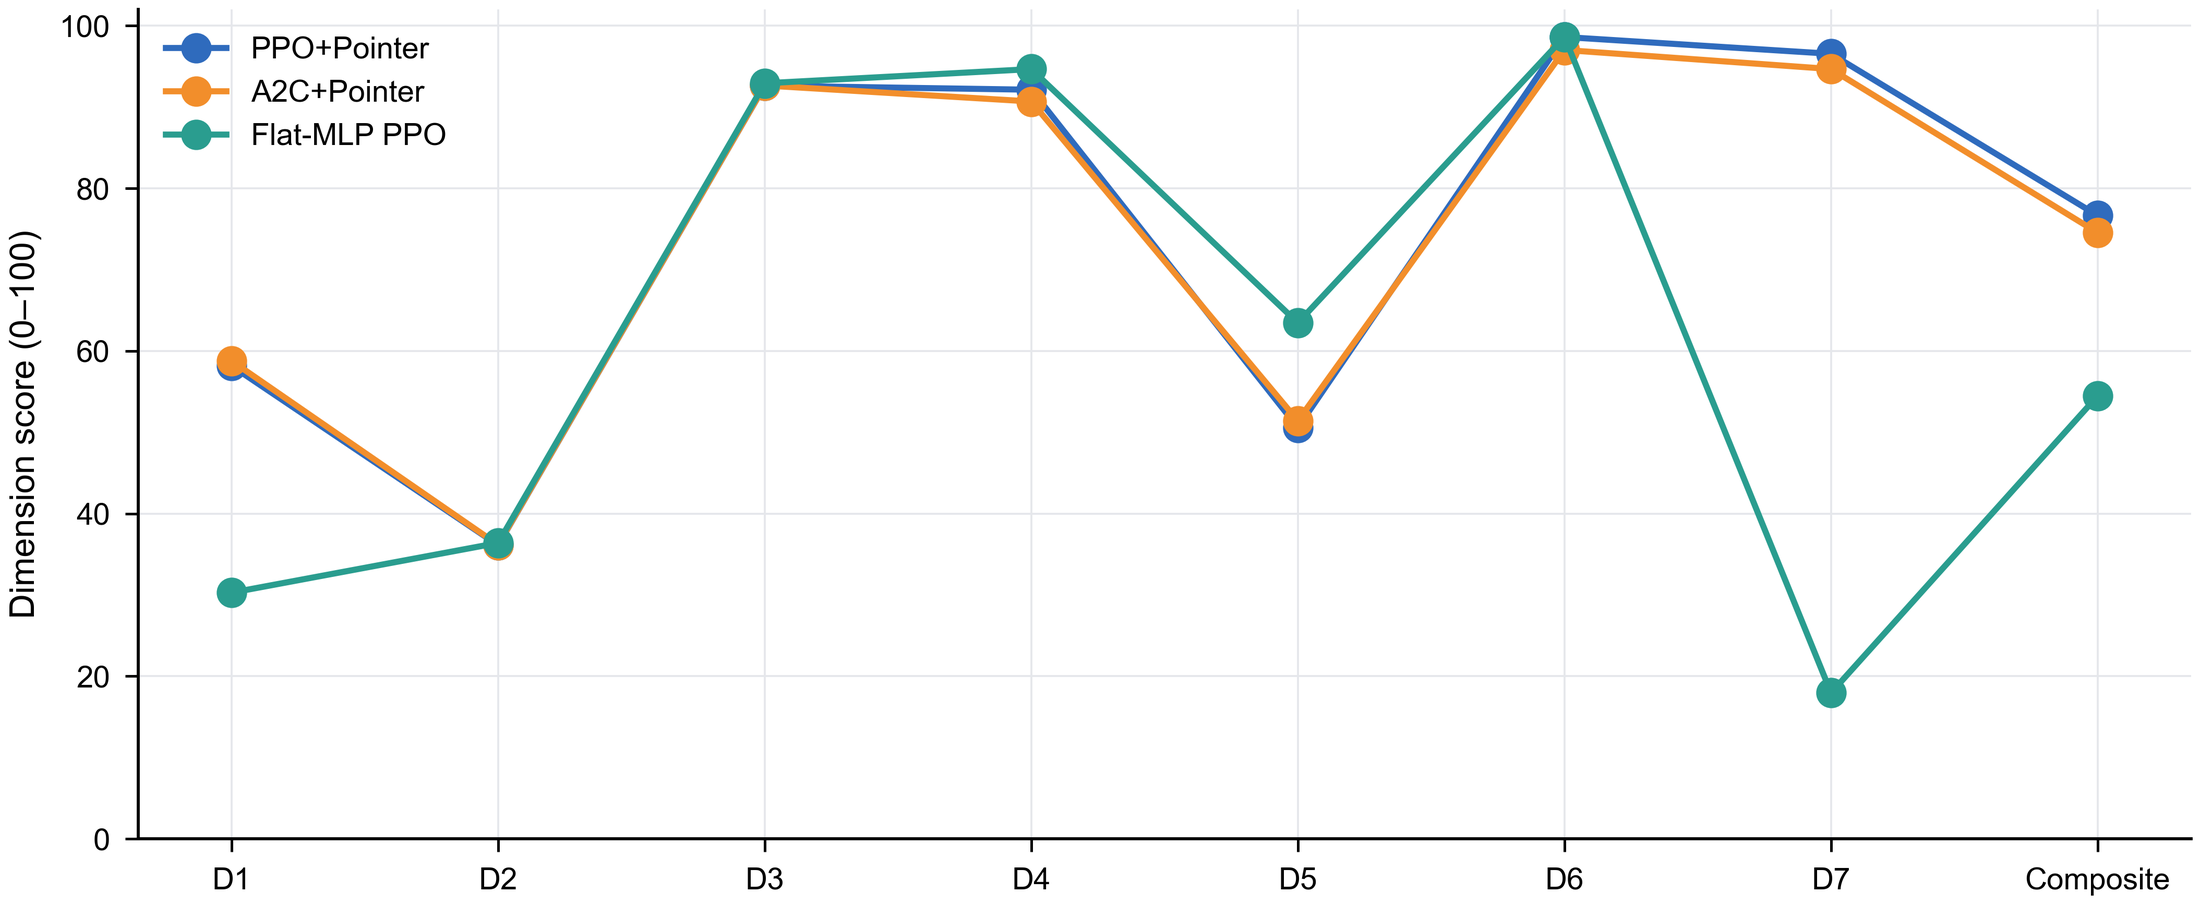 PPO+Pointer
A2C+Pointer
Flat-MLP PPO
Dimension score (0–100)
100
80
60
40
20
0
D1 D2 D3 D4 D5 D6 D7 Composite